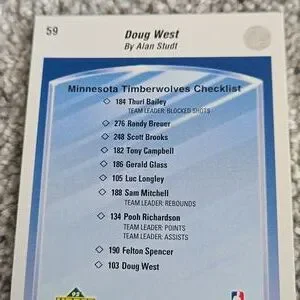 59
Doug West
By Alan Studt
Minnesota Timberwolves Checklist
184 Thurl Bailey
TEAM LEADER: BLOCKED SHOTS
276 Randy Breuer
248 Scott Brooks
182 Tony Campbell
186 Gerald Glass
105 Luc Longley
188 Sam Mitchell
TEAM LEADER: REBOUNDS
134 Pooh Richardson
TEAM LEADER: POINTS
TEAM LEADER: ASSISTS
190 Felton Spencer
103 Doug West